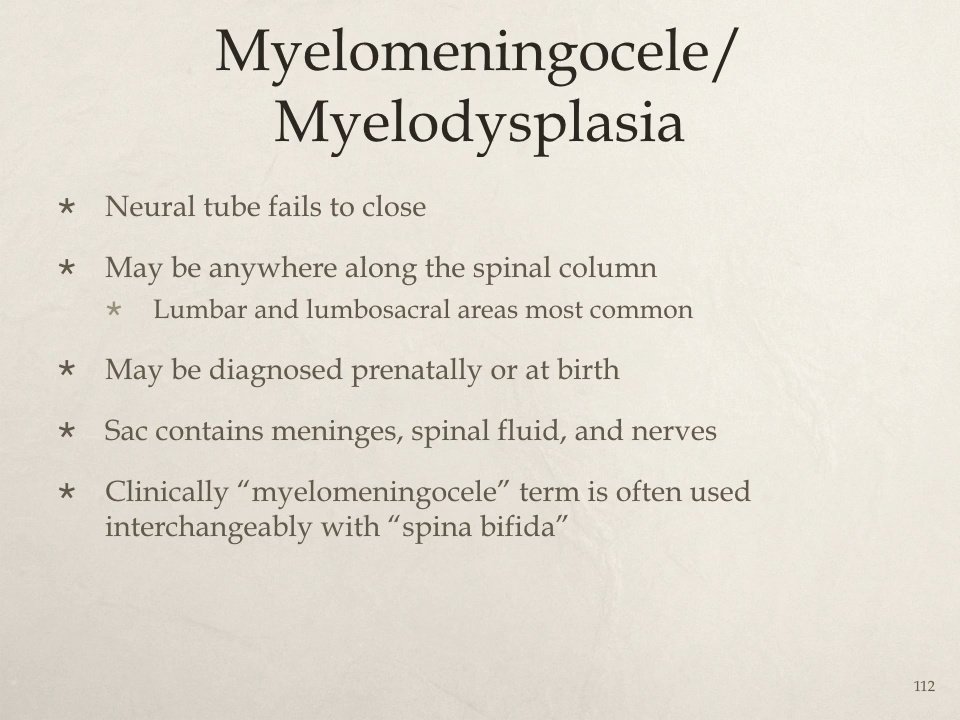 Myelomeningocele/
Myelodysplasia
* Neural tube fails to close
* May be anywhere along the spinal column
* Lumbar and lumbosacral areas most common
* May be diagnosed prenatally or at birth
* Sac contains meninges, spinal fluid, and nerves
* Clinically “myelomeningocele” term is often used
interchangeably with “spina bifida”
112